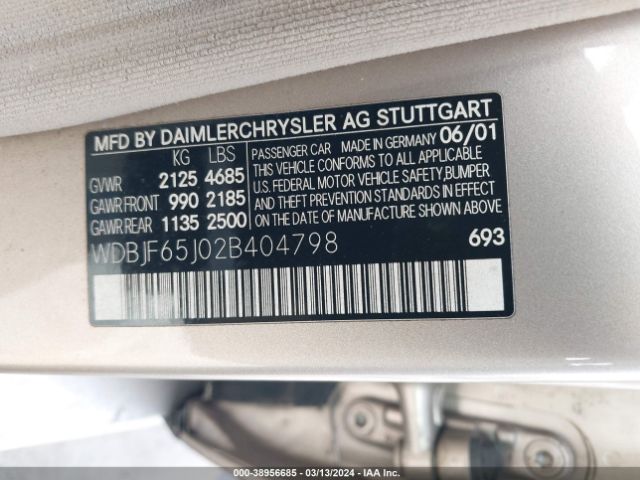 MFD BY DAIMLERCHRYSLER AG STUTTGART
KG LBS
GVWR 2125 4685
GAWR FRONT 990 2185
GAWR REAR 1135 2500
PASSENGER CAR MADE IN GERMANY 06/01
THIS VEHICLE CONFORMS TO ALL APPLICABLE
U.S. FEDERAL MOTOR VEHICLE SAFETY, BUMPER
AND THEFT PREVENTION STANDARDS IN EFFECT
ON THE DATE OF MANUFACTURE SHOWN ABOVE.
WDBJF65J02B404798 693
000-38956685 - 03/13/2024 - IAA Inc.